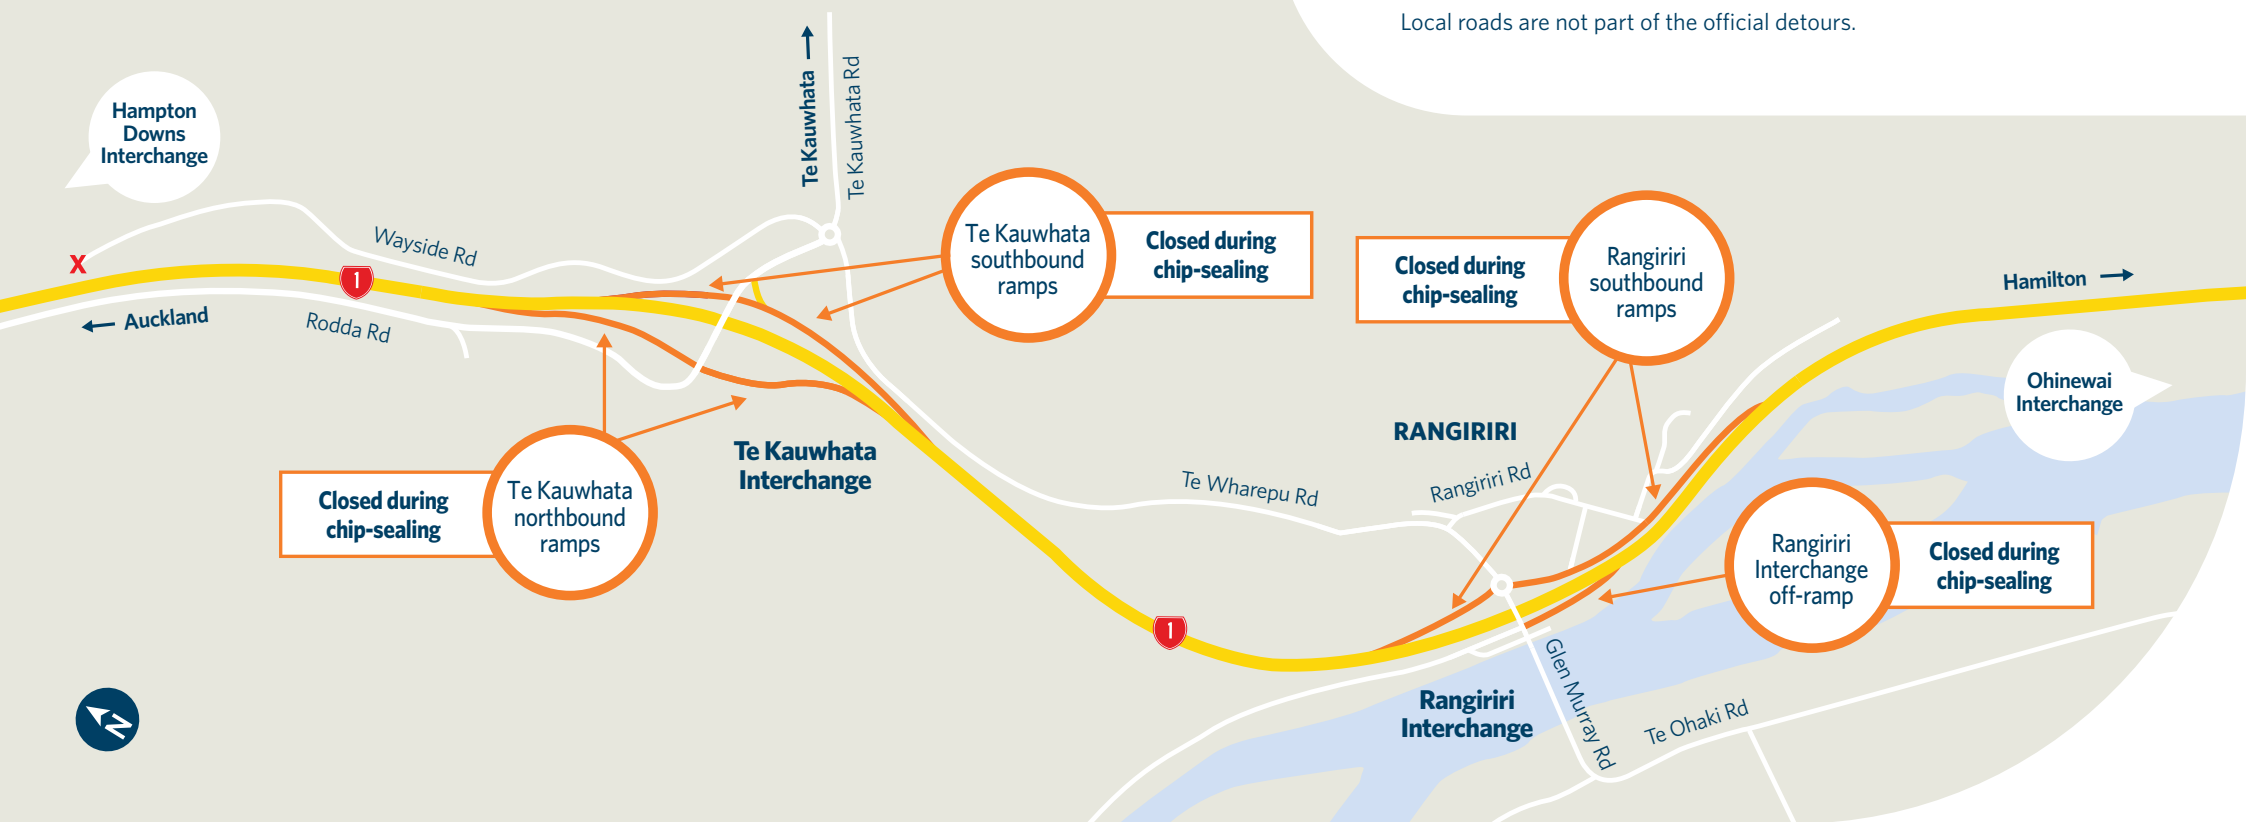 Local roads are not part of the official detours.
Hampton
Downs
Interchange
Te Kauwhata
Te Kauwhata Rd
Wayside Rd
X
1
Auckland
Rodda Rd
Te Kauwhata
southbound
ramps
Closed during
chip-sealing
Closed during
chip-sealing
Rangiriri
southbound
ramps
Hamilton
Ohinewai
Interchange
RANGIRIRI
Te Kauwhata
Interchange
Closed during
chip-sealing
Te Kauwhata
northbound
ramps
Te Wharepu Rd
Rangiriri Rd
Rangiriri
Interchange
off-ramp
Closed during
chip-sealing
1
Glen Murray Rd
Rangiriri
Interchange
Te Ohaki Rd
N